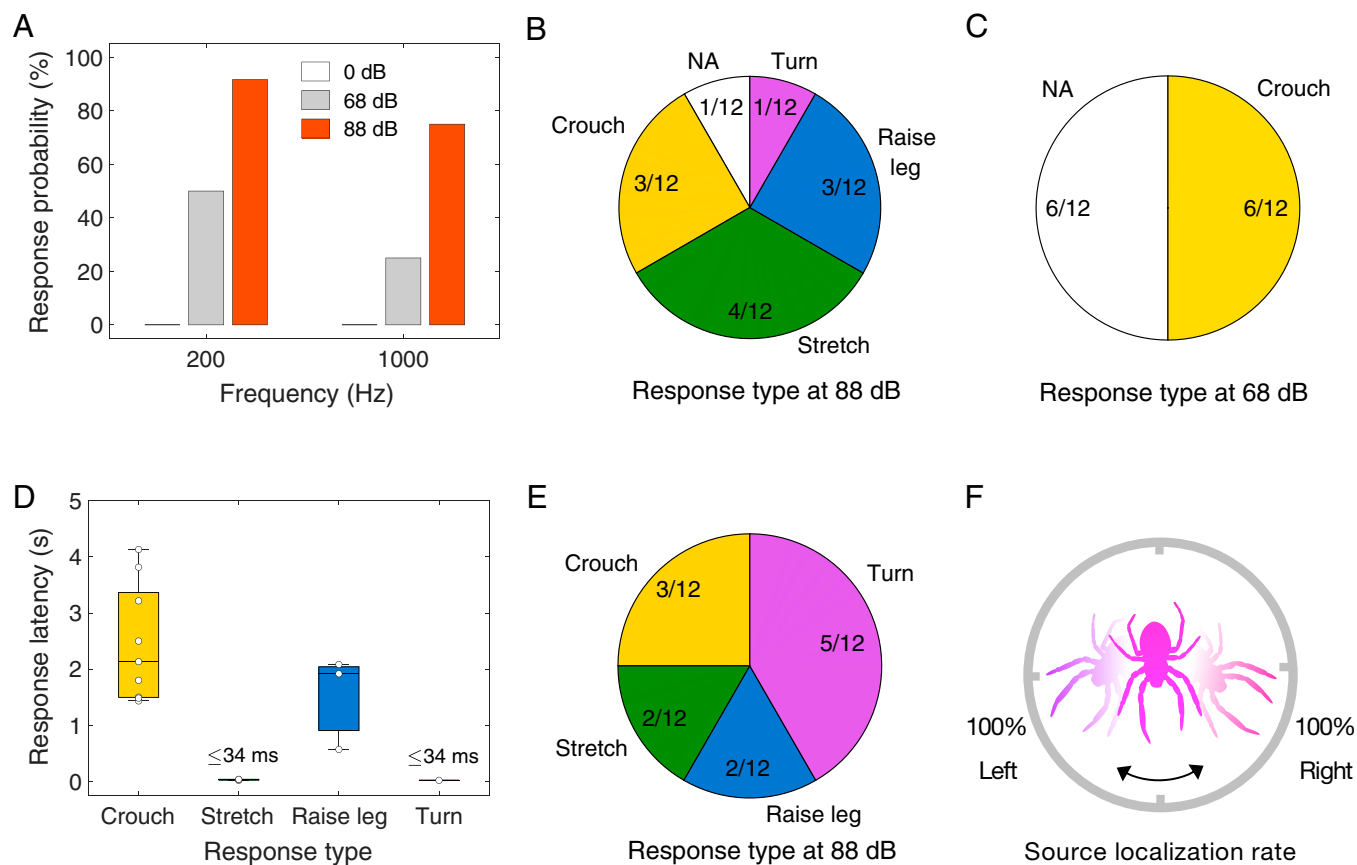 A
Response probability (%)
100
80
60
40
20
0
0 dB
68 dB
88 dB
200
1000
Frequency (Hz)
B
NA
Turn
1/12
1/12
Crouch
Raise
leg
3/12
3/12
4/12
Stretch
Response type at 88 dB
C
NA
Crouch
6/12
6/12
Response type at 68 dB
D
Response latency (s)
5
4
3
2
1
0
≤34 ms
≤34 ms
Crouch
Stretch
Raise leg
Turn
Response type
E
Crouch
Turn
3/12
5/12
2/12
Stretch
2/12
Raise leg
Response type at 88 dB
F
100%
100%
Left
Right
Source localization rate